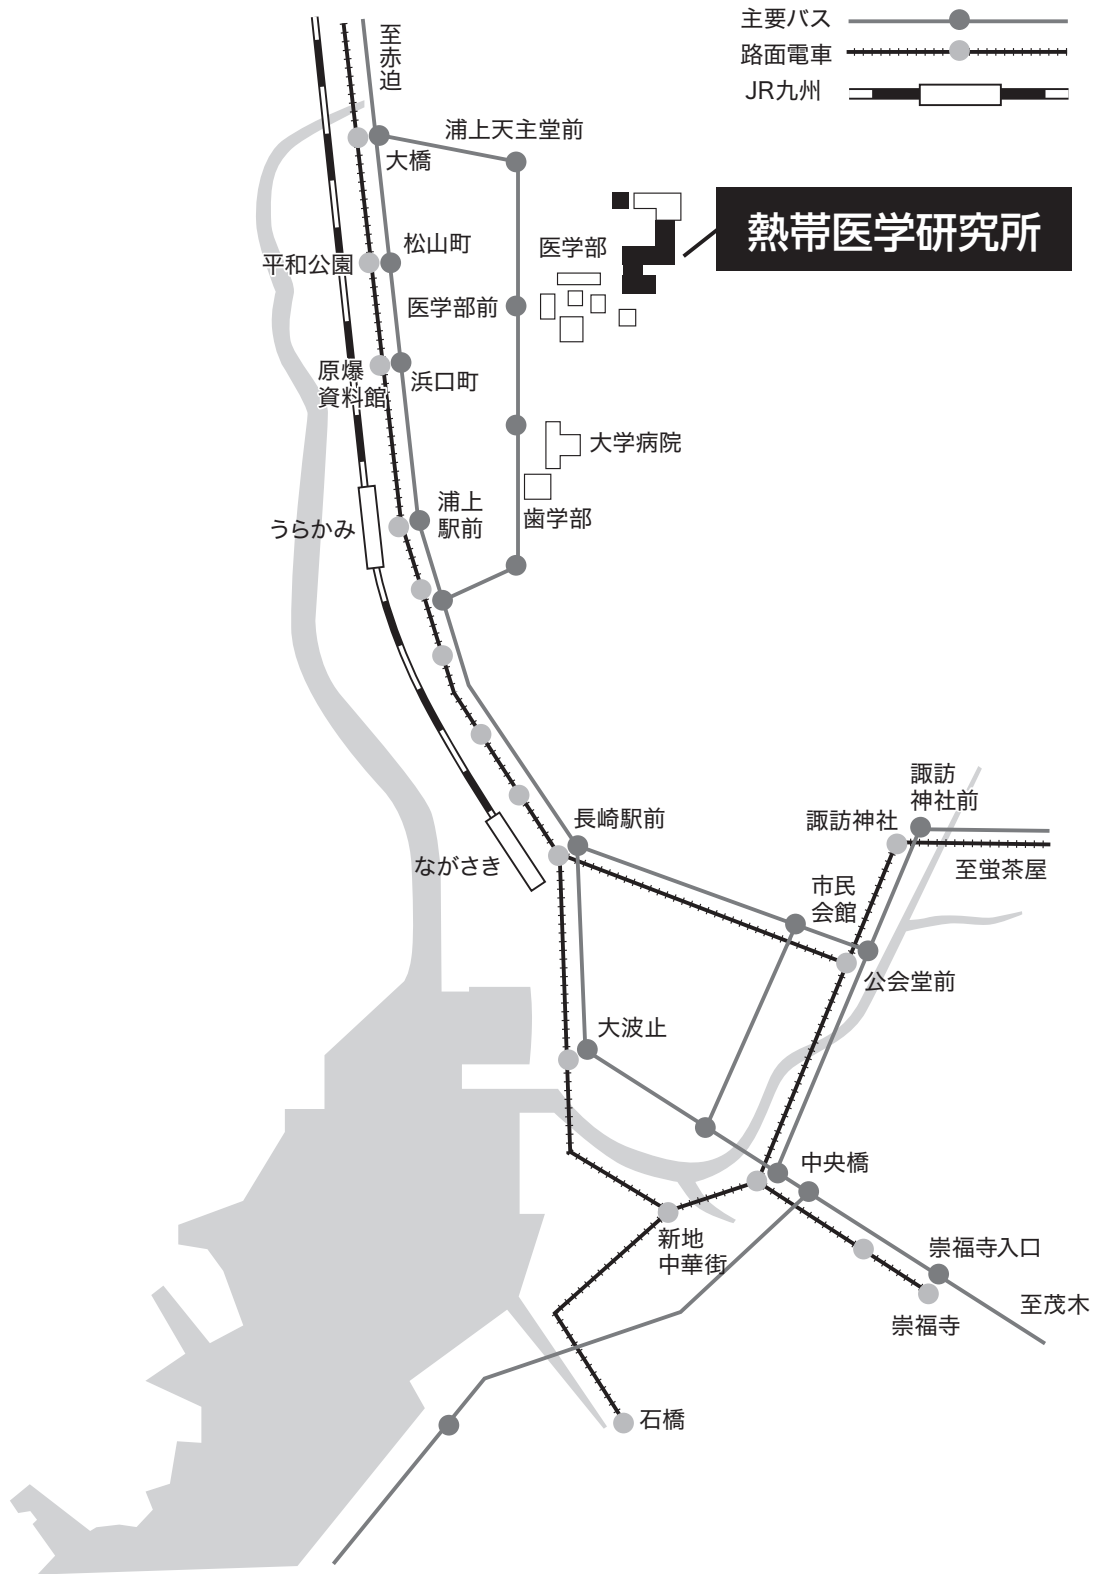 主要バス
路面電車
JR九州
至赤迫
浦上天主堂前
大橋
熱帯医学研究所
松山町
医学部
平和公園
医学部前
原爆
資料館
浜口町
大学病院
浦上
駅前
歯学部
うらかみ
諏訪
神社前
長崎駅前
諏訪神社
ながさき
至蛍茶屋
市民
会館
公会堂前
大波止
中央橋
新地
中華街
崇福寺入口
至茂木
崇福寺
石橋